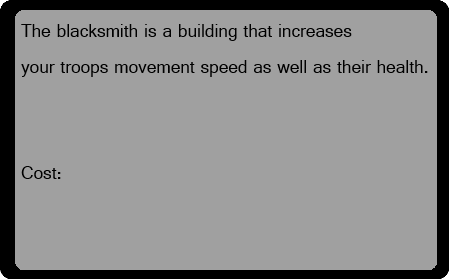 The blacksmith is a building that increases
your troops movement speed as well as their health.
Cost: